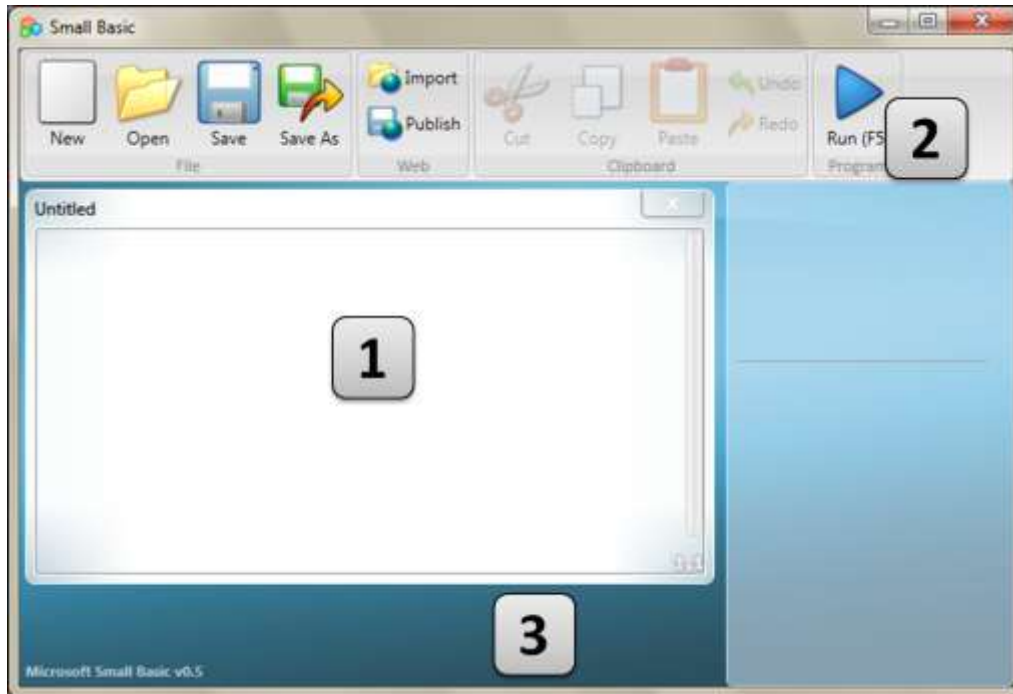 Small Basic
New Open Save Save As Import Publish Cut Copy Paste Undo Redo Run (F5
File Web Clipboard Program
2
Untitled
1
3
Microsoft Small Basic v0.5